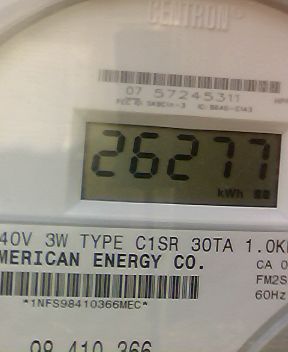 CENTRON
07 57245311
26277
kWh
40V 3W TYPE C1SR 30TA 1.0K
MERICAN ENERGY CO.
CA 0
FM2S
*1NFS98410366MEC*
60Hz
98 410 366